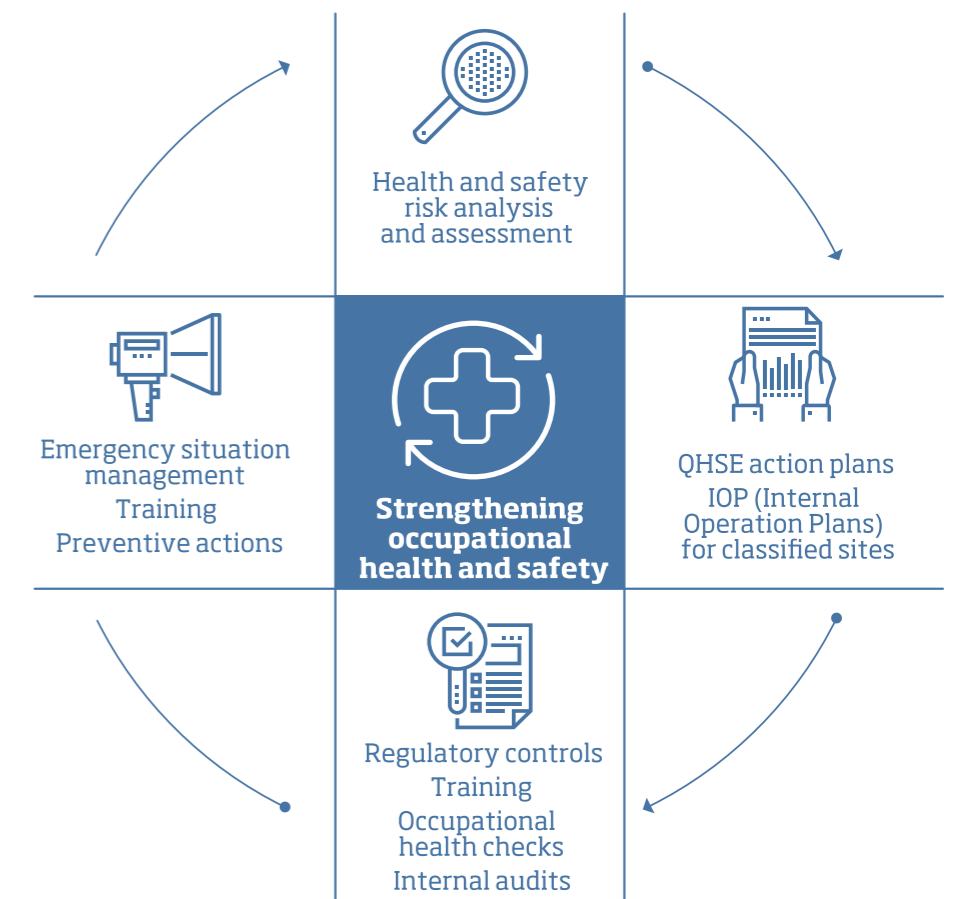 Health and safety
risk analysis
and assessment
Emergency situation
management
Training
Preventive actions
Strengthening
occupational
health and safety
QHSE action plans
IOP (Internal
Operation Plans)
for classified sites
Regulatory controls
Training
Occupational
health checks
Internal audits